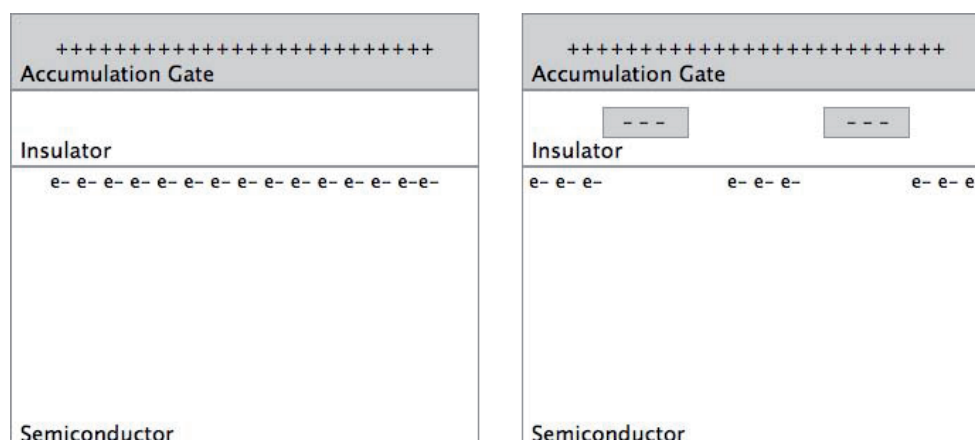 ++++++++++++++++++++++++++
Accumulation Gate
Insulator
e- e- e- e- e- e- e- e- e- e- e- e- e- e-e-
Semiconductor
++++++++++++++++++++++++++
Accumulation Gate
- - -
- - -
Insulator
e- e- e-
e- e- e-
e- e- e
Semiconductor